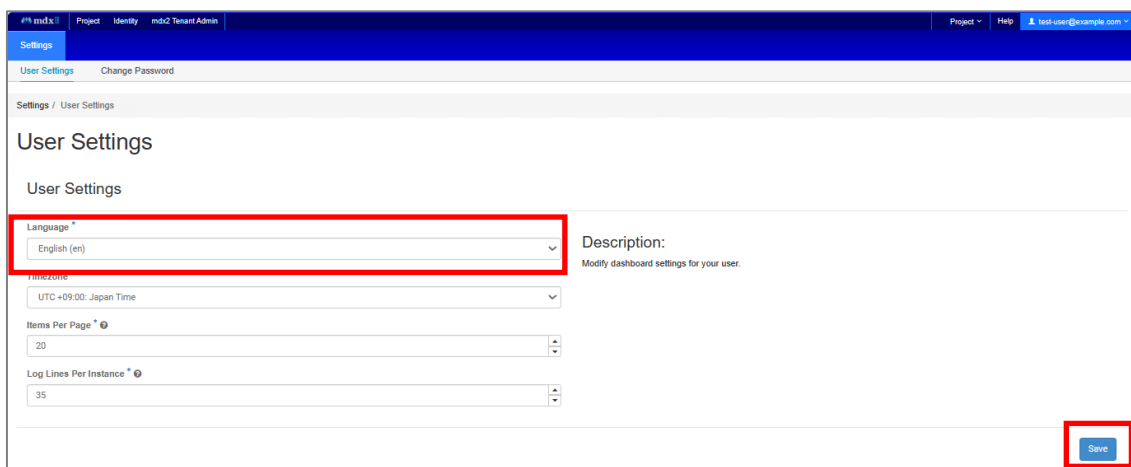 mdx II Project Identity mdx2 Tenant Admin Project Help test-user@example.com
Settings
User Settings Change Password
Settings / User Settings
User Settings
User Settings
Language *
English (en)
Description:
Modify dashboard settings for your user.
Timezone
UTC +09:00: Japan Time
Items Per Page *
20
Log Lines Per Instance *
35
Save